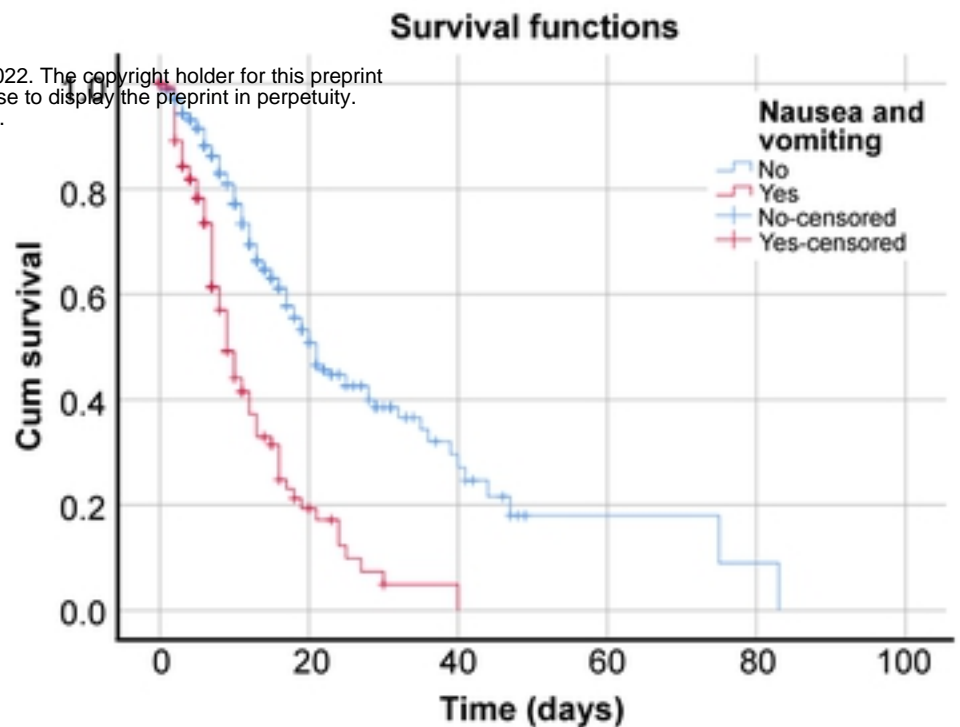 Survival functions
022. The copyright holder for this preprint
se to display the preprint in perpetuity.
.
1.0
0.8
0.6
0.4
0.2
0.0
Cum survival
Nausea and
vomiting
No
Yes
No-censored
Yes-censored
0 20 40 60 80 100
Time (days)